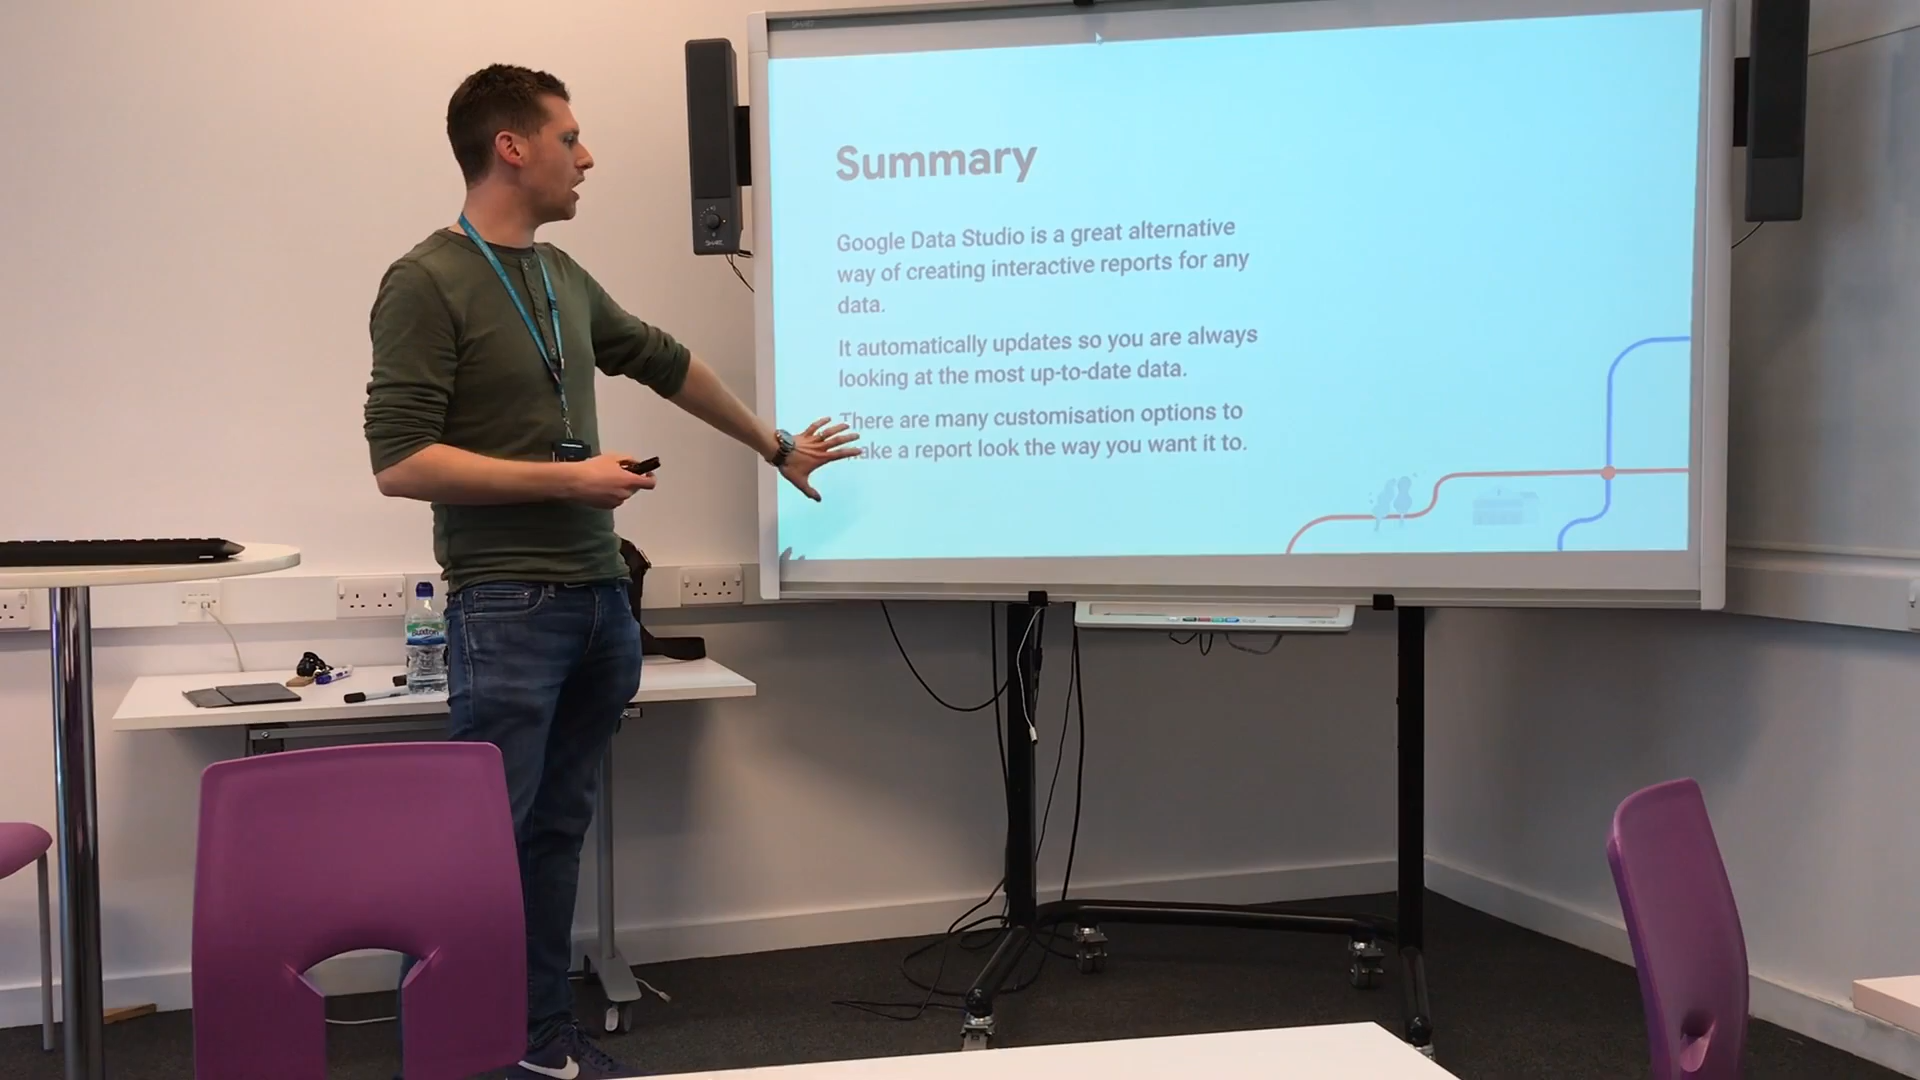 Summary
Google Data Studio is a great alternative
way of creating interactive reports for any
data.
It automatically updates so you are always
looking at the most up-to-date data.
There are many customisation options to
make a report look the way you want it to.
Buxton
SMART